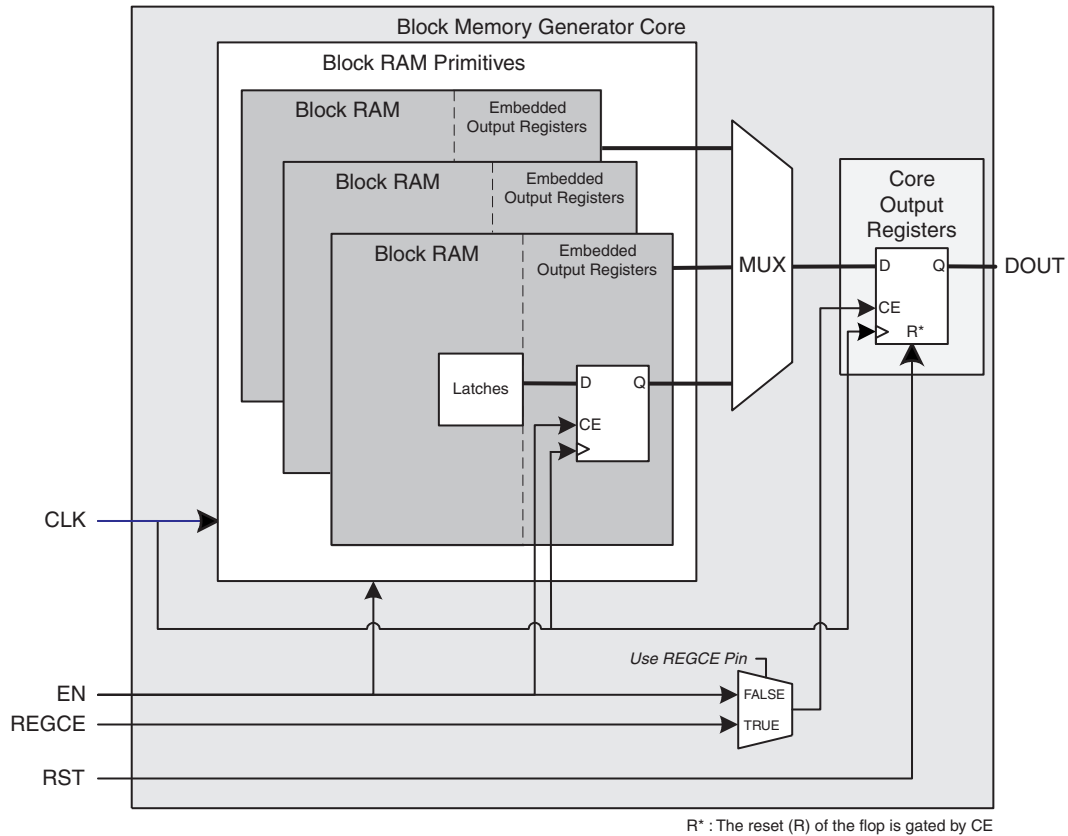 Block Memory Generator Core
Block RAM Primitives
Block RAM
Embedded
Output Registers
Block RAM
Embedded
Output Registers
Block RAM
Embedded
Output Registers
Latches
D
Q
CE
MUX
Core
Output
Registers
D
Q
CE
R*
DOUT
CLK
Use REGCE Pin
EN
FALSE
REGCE
TRUE
RST
R* : The reset (R) of the flop is gated by CE